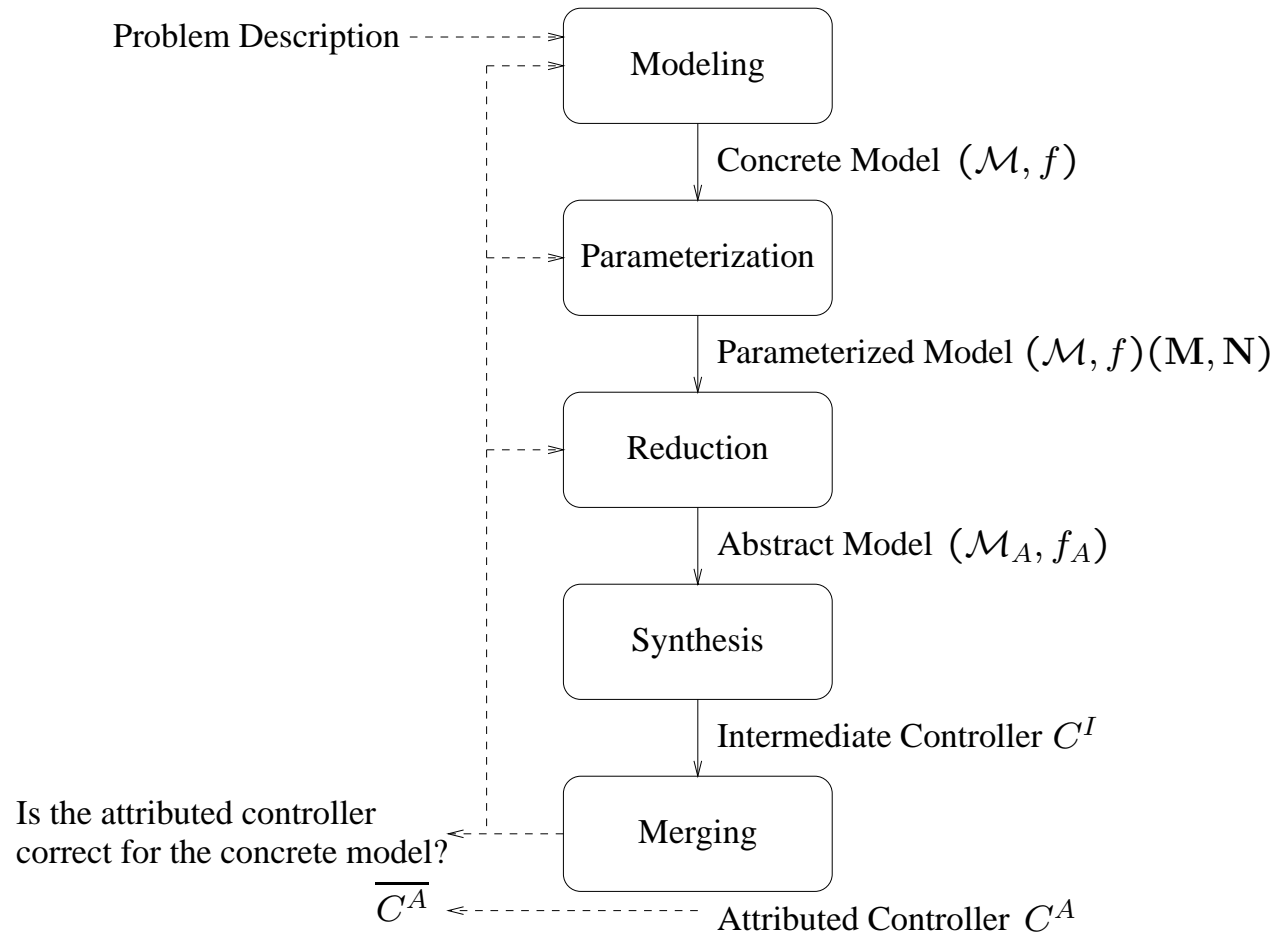 Problem Description
Modeling
Concrete Model (ℳ, f)
Parameterization
Parameterized Model (ℳ, f)(𝐌, 𝐍)
Reduction
Abstract Model (ℳ_A, f_A)
Synthesis
Intermediate Controller C^I
Merging
Is the attributed controller
correct for the concrete model?
\overline{C^A}
Attributed Controller C^A